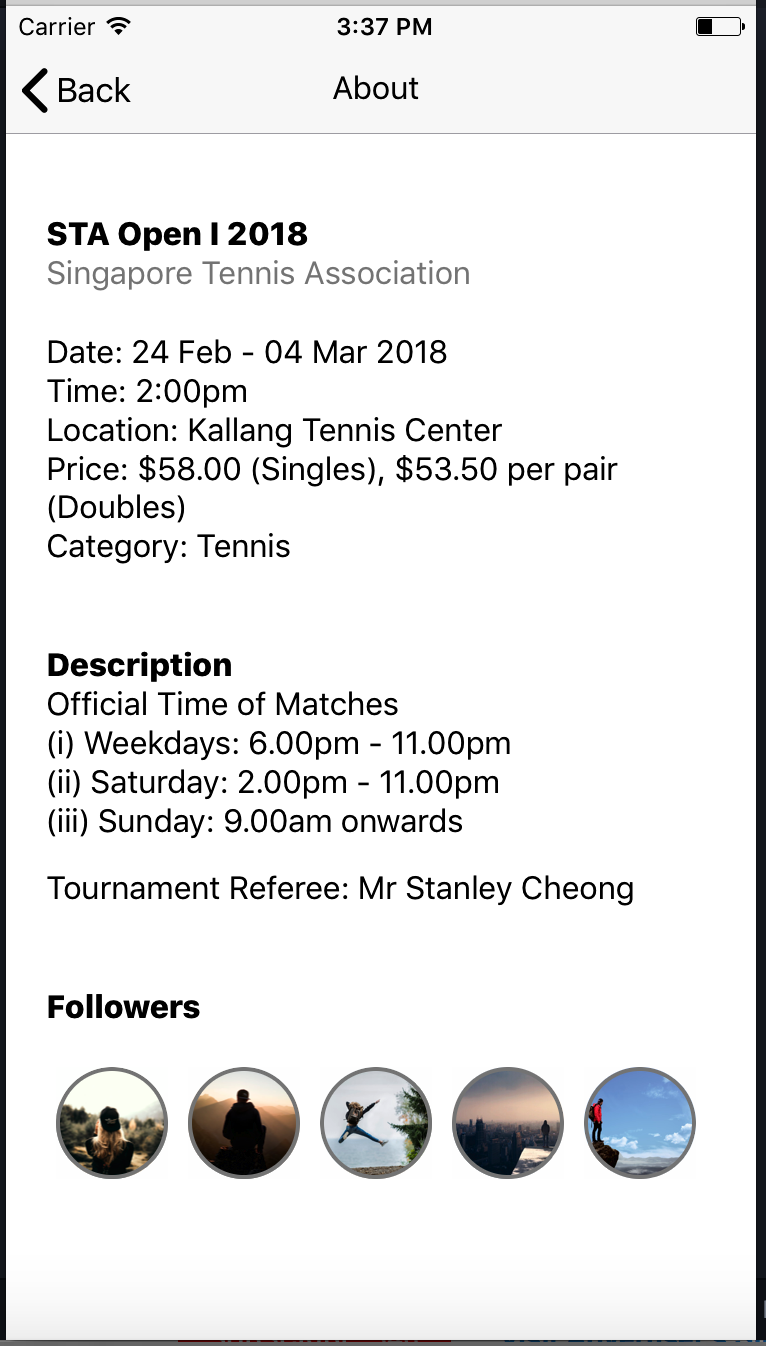 Carrier 3:37 PM
Back About
STA Open I 2018
Singapore Tennis Association
Date: 24 Feb - 04 Mar 2018
Time: 2:00pm
Location: Kallang Tennis Center
Price: $58.00 (Singles), $53.50 per pair
(Doubles)
Category: Tennis
Description
Official Time of Matches
(i) Weekdays: 6.00pm - 11.00pm
(ii) Saturday: 2.00pm - 11.00pm
(iii) Sunday: 9.00am onwards
Tournament Referee: Mr Stanley Cheong
Followers